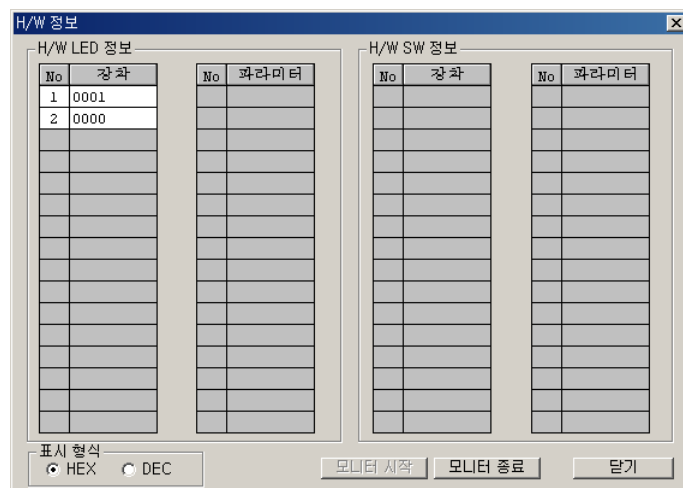 H/W 정보
H/W LED 정보
No 장착 No 파라미터
1 0001
2 0000
H/W SW 정보
No 장착 No 파라미터
표시 형식
HEX DEC
모니터 시작 모니터 종료 닫기